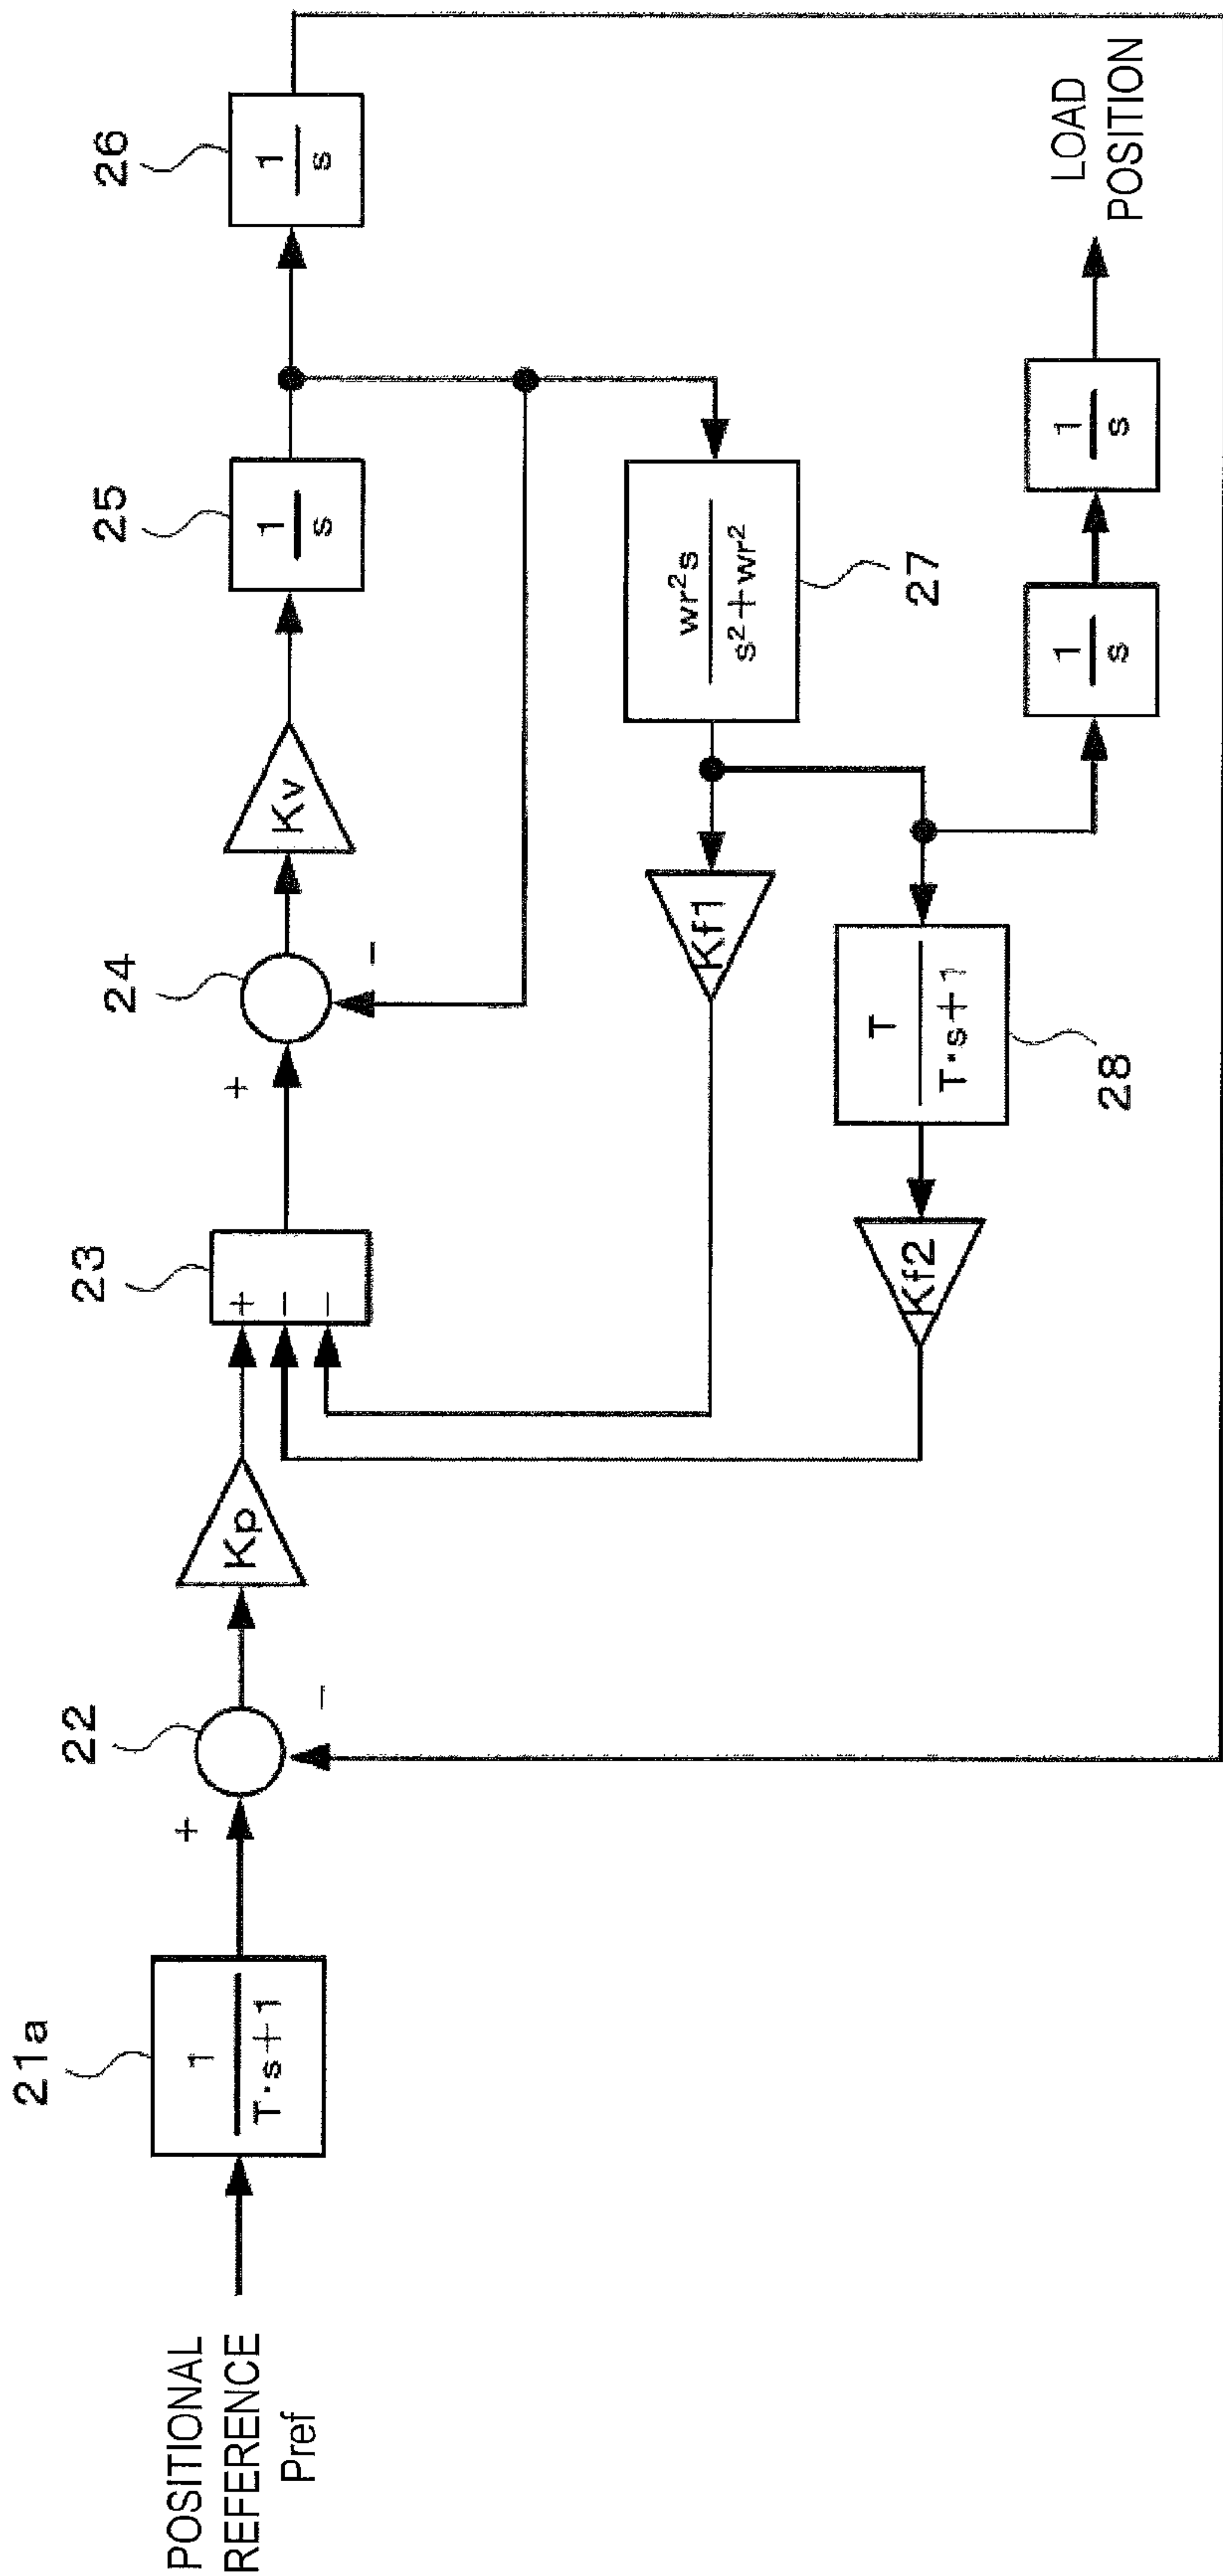 POSITIONAL
REFERENCE
Pref
21a
1
T·s+1
+
22
−
Kp
23
+
−
−
+
24
−
Kv
25
1
s
26
1
s
Kf1
wr²s
s²+wr²
27
Kf2
T
T·s+1
28
1
s
1
s
LOAD
POSITION